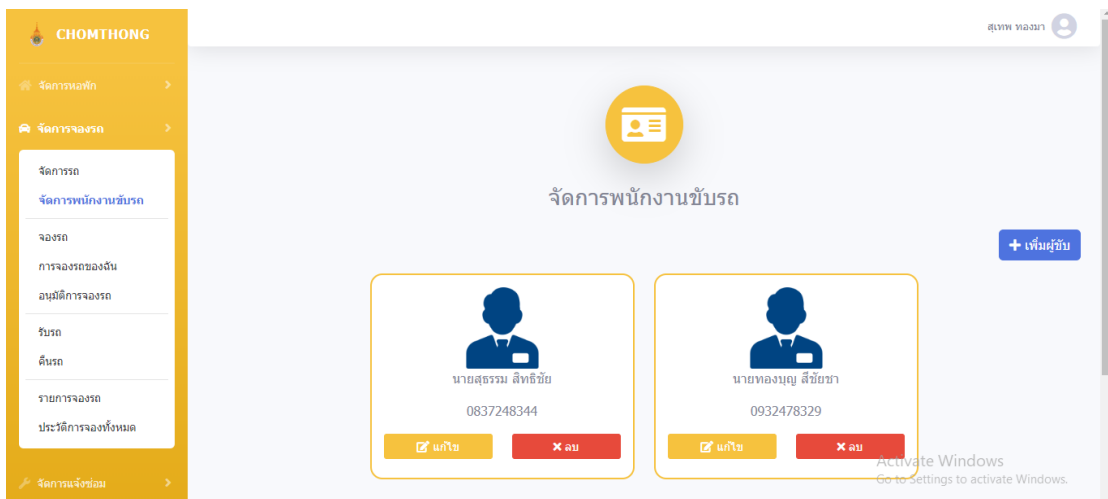 CHOMTHONG
สุเทพ ทองมา
จัดการหอพัก
จัดการจองรถ
จัดการรถ
จัดการพนักงานขับรถ
จองรถ
การจองรถของฉัน
อนุมัติการจองรถ
รับรถ
คืนรถ
รายการจองรถ
ประวัติการจองทั้งหมด
จัดการแจ้งซ่อม
จัดการพนักงานขับรถ
เพิ่มผู้ขับ
นายสุธรรม สิทธิชัย
0837248344
แก้ไข
ลบ
นายทองบุญ สีชัยชา
0932478329
แก้ไข
ลบ
Activate Windows
Go to Settings to activate Windows.